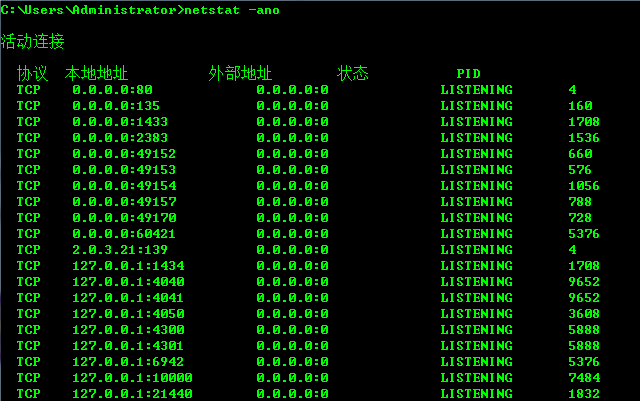 C:\Users\Administrator>netstat -ano
活动连接
协议 本地地址 外部地址 状态 PID
TCP 0.0.0.0:80 0.0.0.0:0 LISTENING 4
TCP 0.0.0.0:135 0.0.0.0:0 LISTENING 160
TCP 0.0.0.0:1433 0.0.0.0:0 LISTENING 1708
TCP 0.0.0.0:2383 0.0.0.0:0 LISTENING 1536
TCP 0.0.0.0:49152 0.0.0.0:0 LISTENING 660
TCP 0.0.0.0:49153 0.0.0.0:0 LISTENING 576
TCP 0.0.0.0:49154 0.0.0.0:0 LISTENING 1056
TCP 0.0.0.0:49157 0.0.0.0:0 LISTENING 788
TCP 0.0.0.0:49170 0.0.0.0:0 LISTENING 728
TCP 0.0.0.0:60421 0.0.0.0:0 LISTENING 5376
TCP 2.0.3.21:139 0.0.0.0:0 LISTENING 4
TCP 127.0.0.1:1434 0.0.0.0:0 LISTENING 1708
TCP 127.0.0.1:4040 0.0.0.0:0 LISTENING 9652
TCP 127.0.0.1:4041 0.0.0.0:0 LISTENING 9652
TCP 127.0.0.1:4050 0.0.0.0:0 LISTENING 3608
TCP 127.0.0.1:4300 0.0.0.0:0 LISTENING 5888
TCP 127.0.0.1:4301 0.0.0.0:0 LISTENING 5888
TCP 127.0.0.1:6942 0.0.0.0:0 LISTENING 5376
TCP 127.0.0.1:10000 0.0.0.0:0 LISTENING 7484
TCP 127.0.0.1:21440 0.0.0.0:0 LISTENING 1832